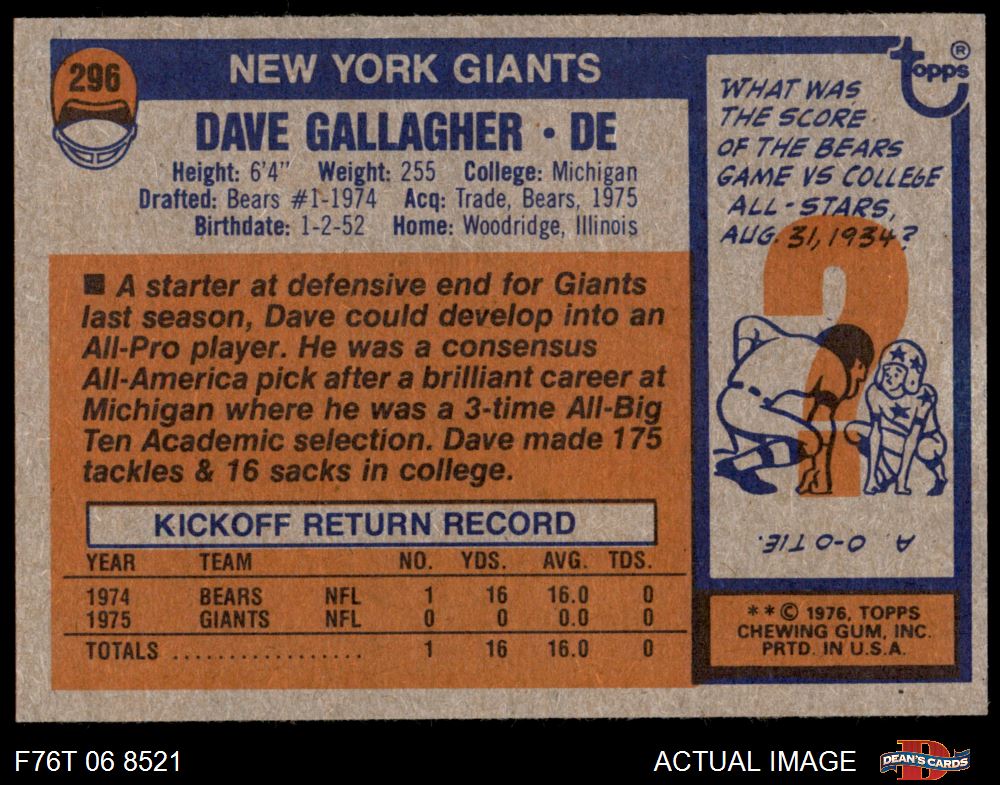 296
NEW YORK GIANTS
DAVE GALLAGHER • DE
Height: 6'4" Weight: 255 College: Michigan
Drafted: Bears #1-1974 Acq: Trade, Bears, 1975
Birthdate: 1-2-52 Home: Woodridge, Illinois
■ A starter at defensive end for Giants
last season, Dave could develop into an
All-Pro player. He was a consensus
All-America pick after a brilliant career at
Michigan where he was a 3-time All-Big
Ten Academic selection. Dave made 175
tackles & 16 sacks in college.
KICKOFF RETURN RECORD
YEAR TEAM NO. YDS. AVG. TDS.
1974 BEARS NFL 1 16 16.0 0
1975 GIANTS NFL 0 0 0.0 0
TOTALS .................. 1 16 16.0 0
Topps ®
WHAT WAS
THE SCORE
OF THE BEARS
GAME VS COLLEGE
ALL-STARS,
AUG. 31, 1934?
A. 0-0 TIE.
** © 1976, TOPPS
CHEWING GUM, INC.
PRTD. IN U.S.A.
F76T 06 8521
ACTUAL IMAGE
D
DEAN'S CARDS